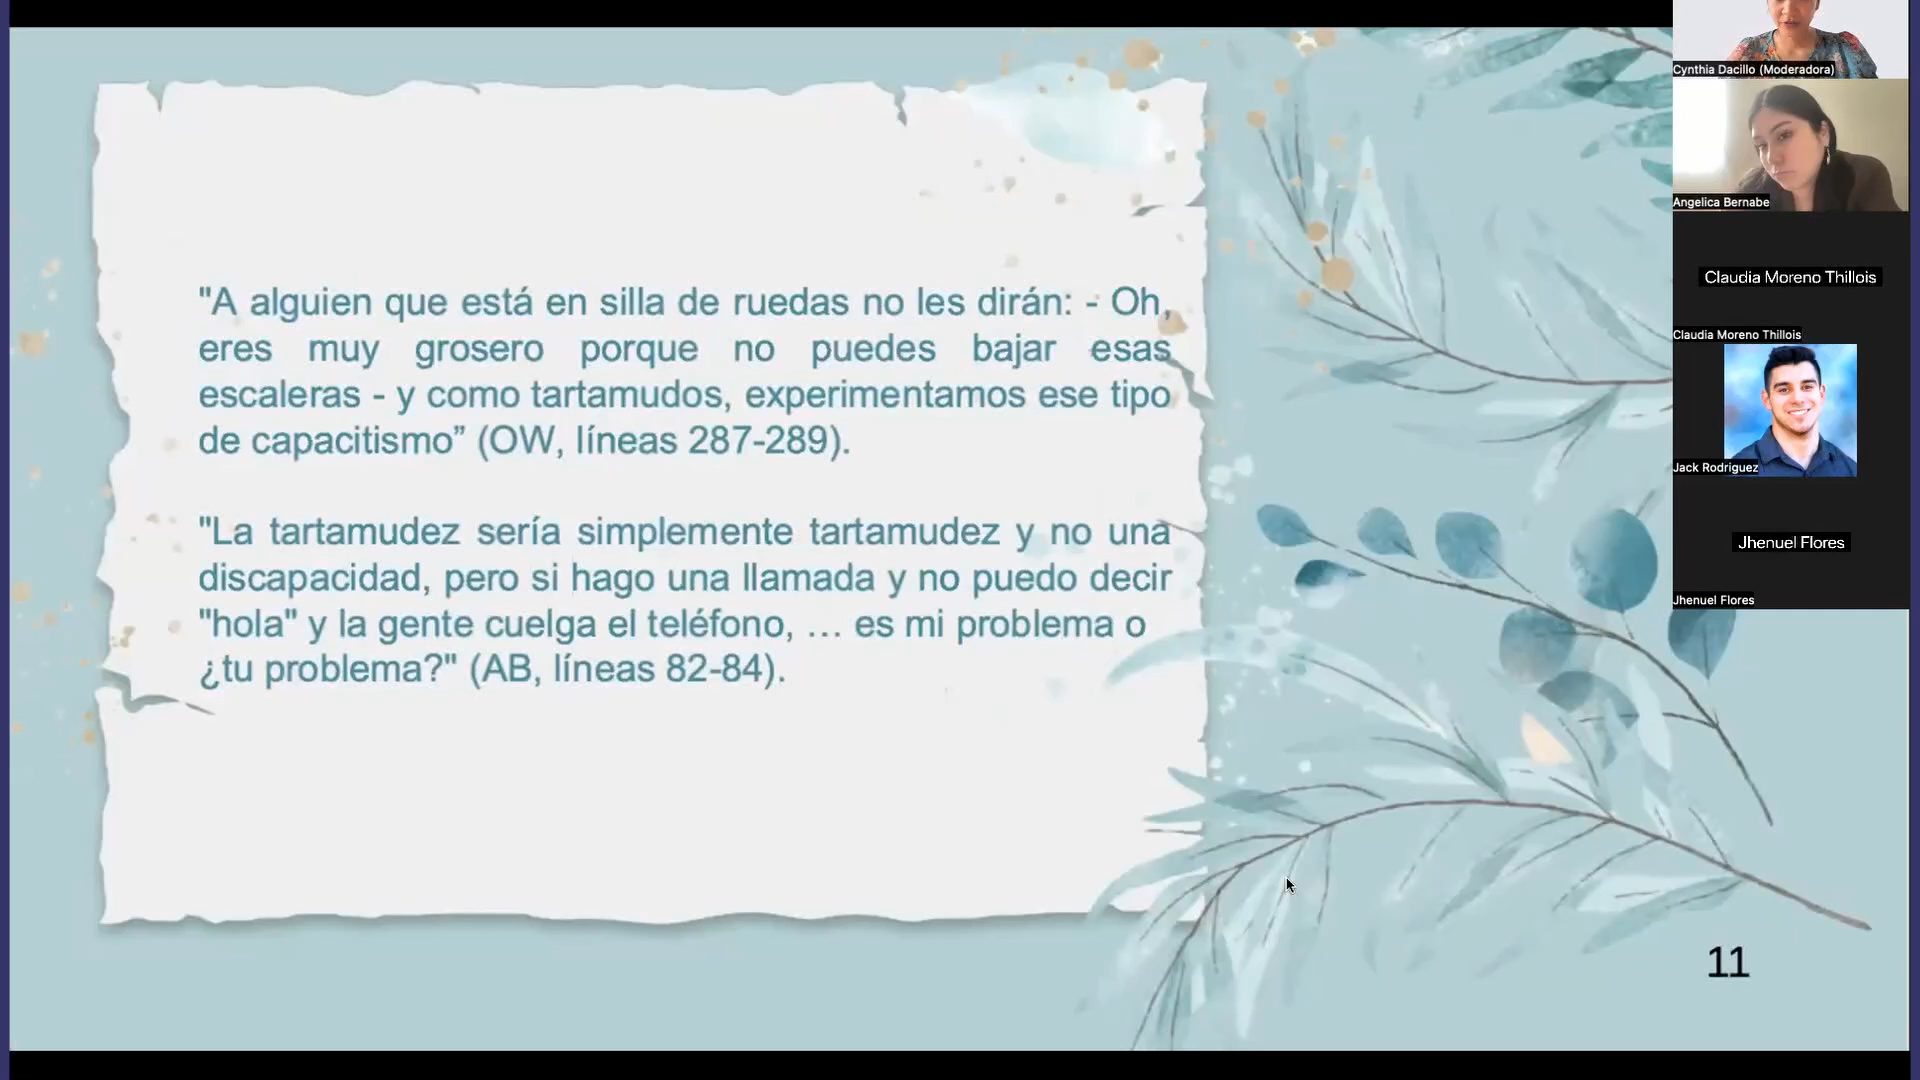 "A alguien que está en silla de ruedas no les dirán: - Oh,
eres muy grosero porque no puedes bajar esas
escaleras - y como tartamudos, experimentamos ese tipo
de capacitismo” (OW, líneas 287-289).
"La tartamudez sería simplemente tartamudez y no una
discapacidad, pero si hago una llamada y no puedo decir
"hola" y la gente cuelga el teléfono, … es mi problema o
¿tu problema?" (AB, líneas 82-84).
11
Cynthia Dacillo (Moderadora)
Angelica Bernabe
Claudia Moreno Thillois
Claudia Moreno Thillois
Jack Rodriguez
Jhenuel Flores
Jhenuel Flores